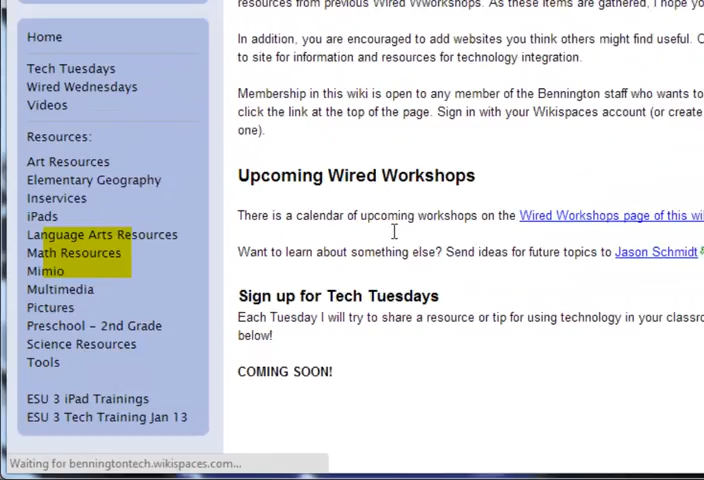 Home
Tech Tuesdays
Wired Wednesdays
Videos
Resources:
Art Resources
Elementary Geography
Inservices
iPads
Language Arts Resources
Math Resources
Mimio
Multimedia
Pictures
Preschool – 2nd Grade
Science Resources
Tools
ESU 3 iPad Trainings
ESU 3 Tech Training Jan 13
resources from previous Wired Wworkshops. As these items are gathered, I hope
In addition, you are encouraged to add websites you think others might find useful.
to site for information and resources for technology integration.
Membership in this wiki is open to any member of the Bennington staff who wants to
click the link at the top of the page. Sign in with your Wikispaces account (or create
one).
Upcoming Wired Workshops
There is a calendar of upcoming workshops on the Wired Workshops page of this
Want to learn about something else? Send ideas for future topics to Jason Schmidt
Sign up for Tech Tuesdays
Each Tuesday I will try to share a resource or tip for using technology in your
below!
COMING SOON!
Waiting for benningtontech.wikispaces.com...